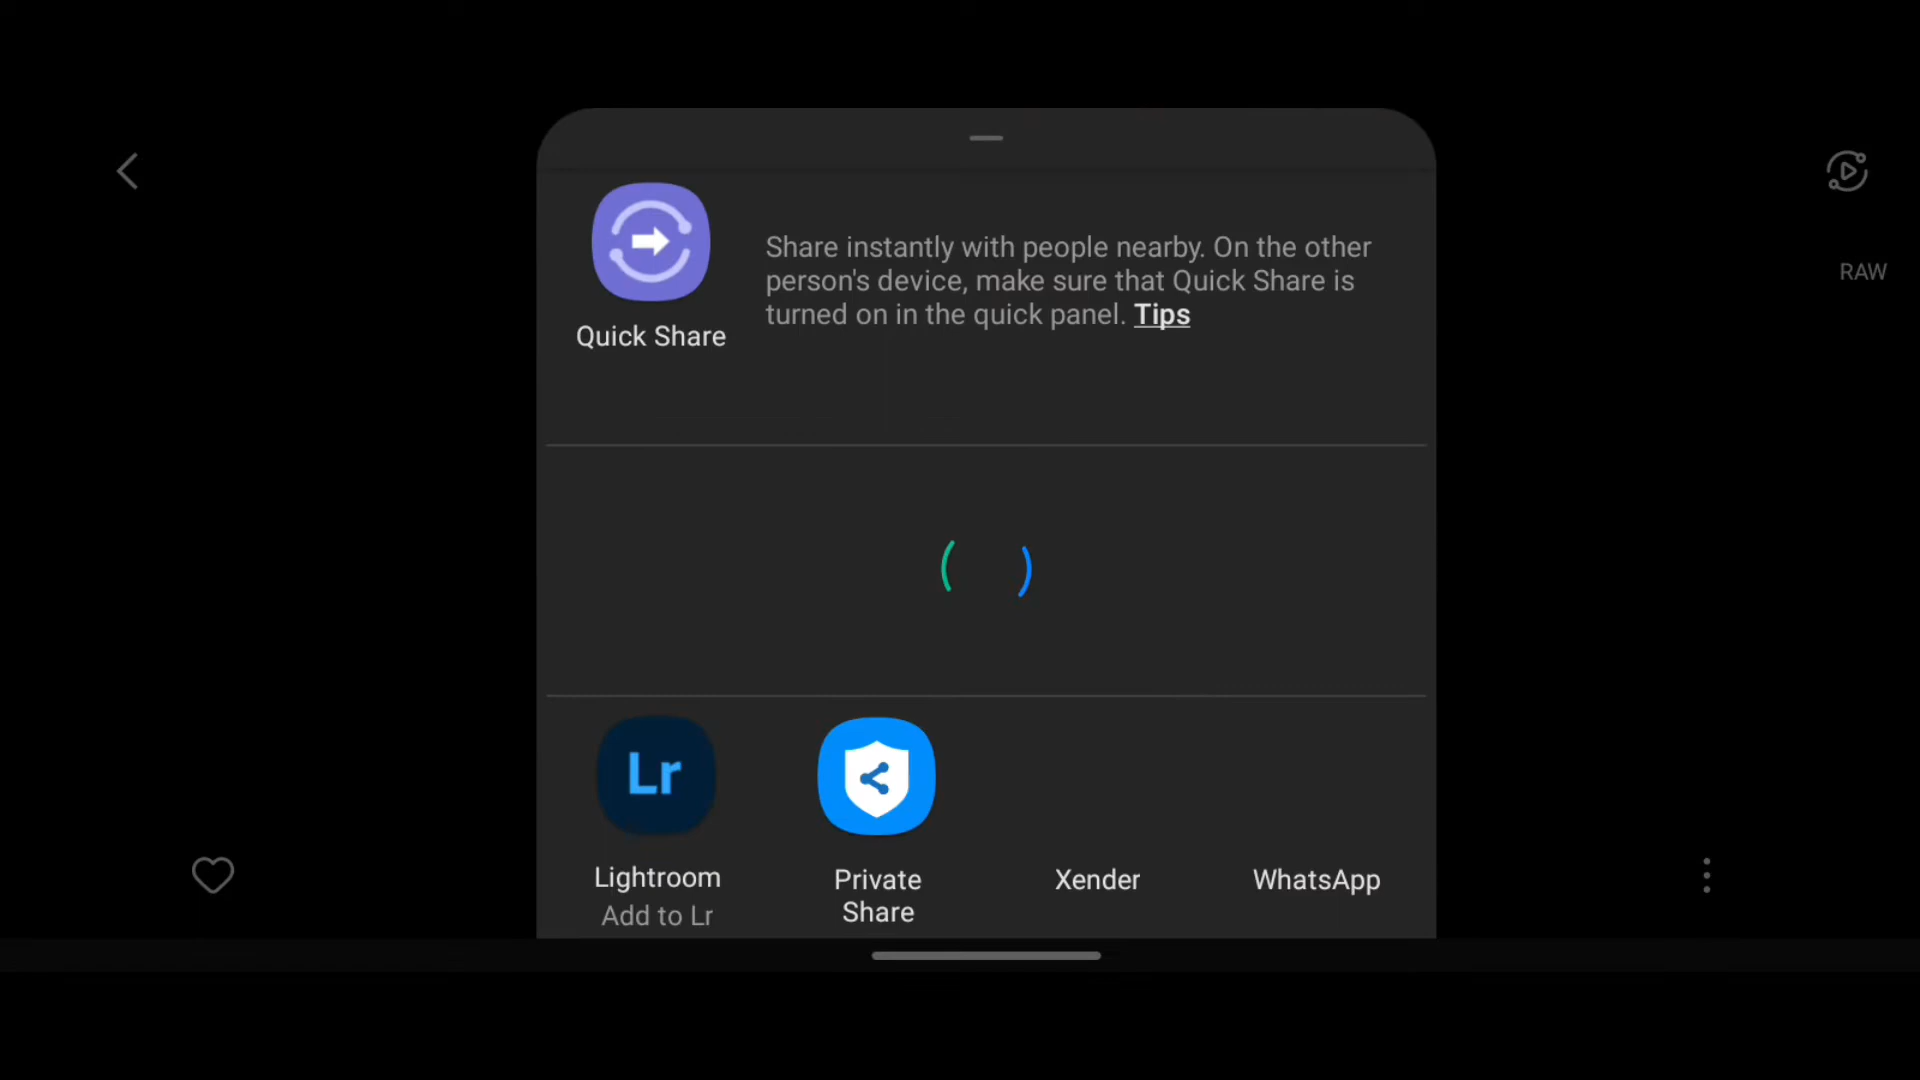 Share instantly with people nearby. On the other
person's device, make sure that Quick Share is
turned on in the quick panel. Tips
Quick Share
RAW
Lr
Lightroom
Add to Lr
Private
Share
Xender
WhatsApp